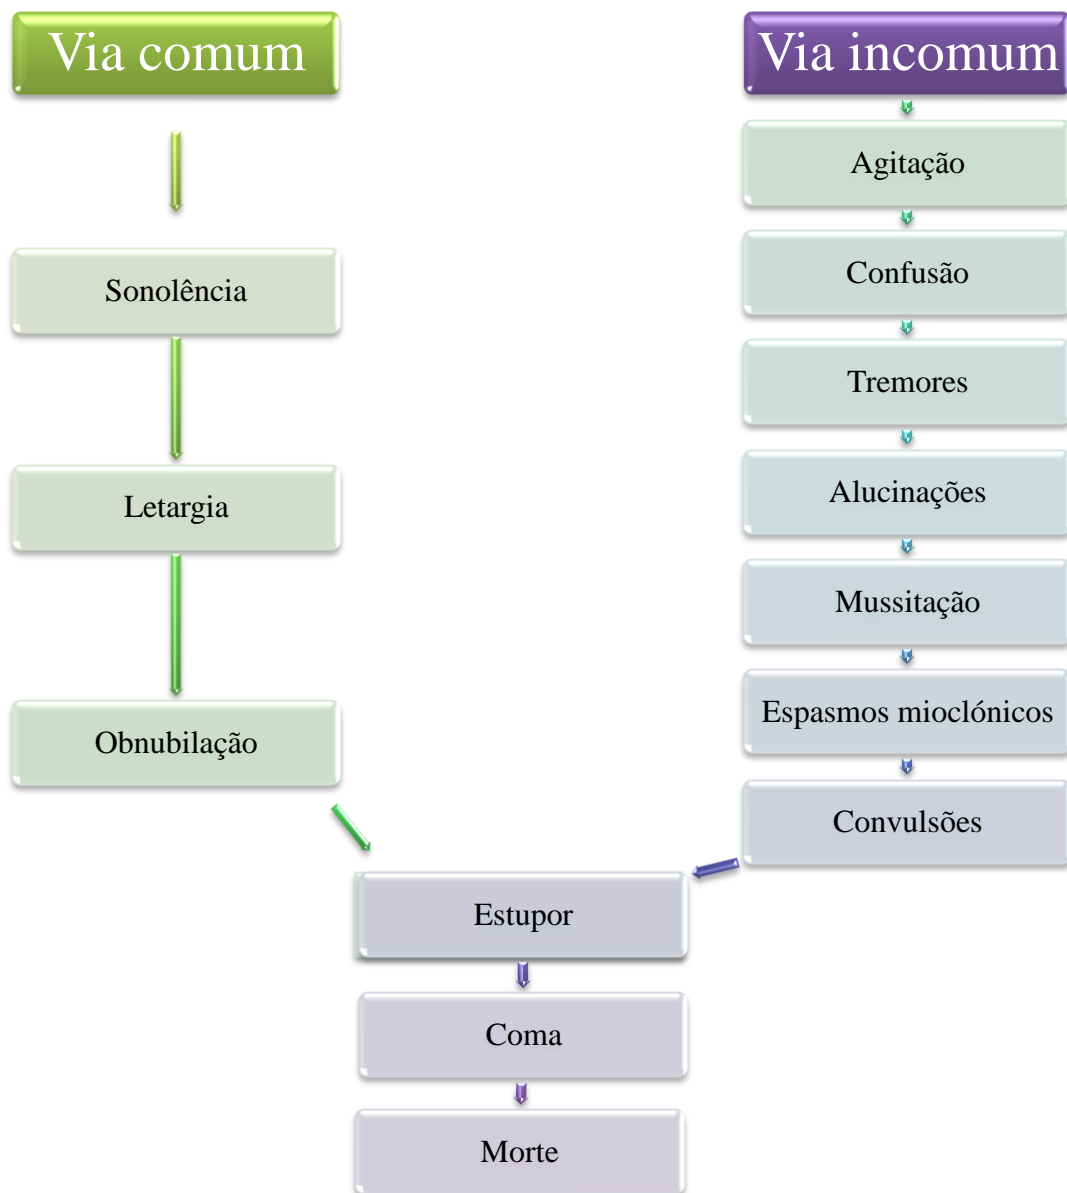 Via comum
Sonolência
Letargia
Obnubilação
Via incomum
Agitação
Confusão
Tremores
Alucinações
Mussitação
Espasmos mioclónicos
Convulsões
Estupor
Coma
Morte